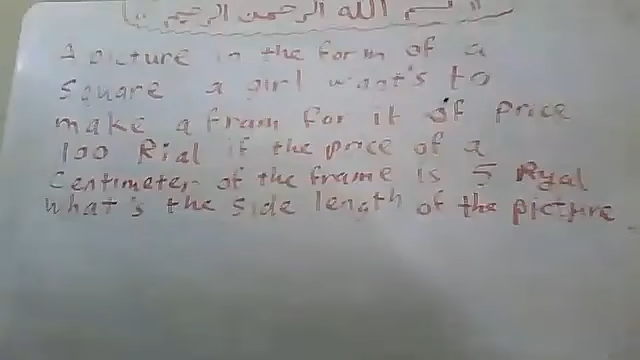 بسم الله الرحمن الرحيم
A picture in the form of a
square a girl want's to
make a fram for it of price
100 Rial if the price of a
Centimeter of the frame is 5 Ryal
what's the side length of the picture